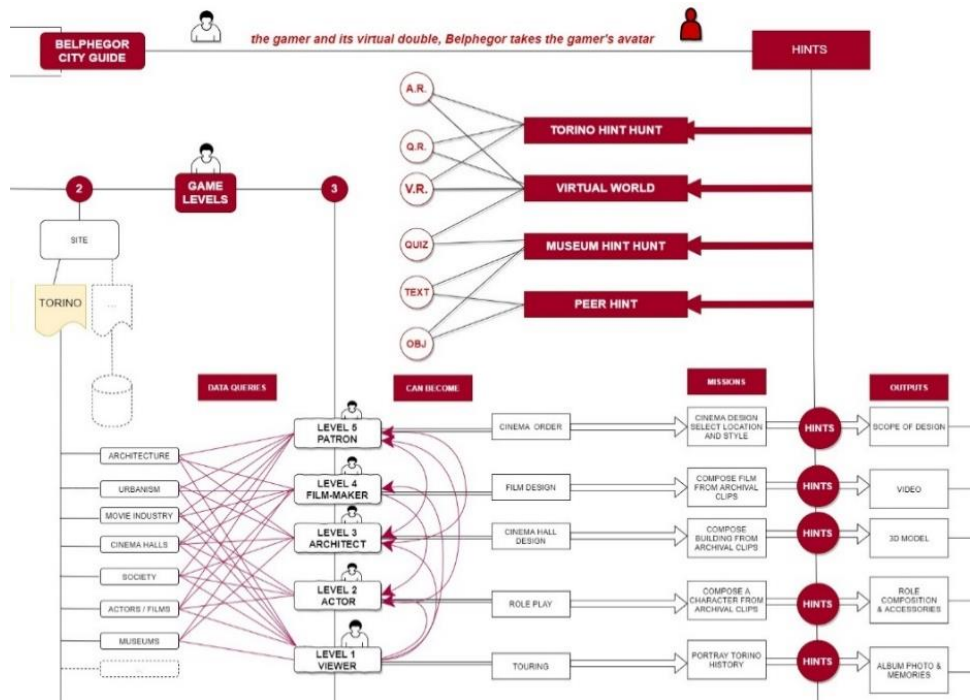 BELPHEGOR
CITY GUIDE
the gamer and its virtual double, Belphegor takes the gamer's avatar
HINTS
A.R.
Q.R.
V.R.
QUIZ
TEXT
OBJ
TORINO HINT HUNT
VIRTUAL WORLD
MUSEUM HINT HUNT
PEER HINT
2
GAME
LEVELS
3
SITE
TORINO
...
DATA QUERIES
CAN BECOME
MISSIONS
OUTPUTS
ARCHITECTURE
URBANISM
MOVIE INDUSTRY
CINEMA HALLS
SOCIETY
ACTORS / FILMS
MUSEUMS
...
LEVEL 5
PATRON
CINEMA ORDER
CINEMA DESIGN
SELECT LOCATION
AND STYLE
HINTS
SCOPE OF DESIGN
LEVEL 4
FILM-MAKER
FILM DESIGN
COMPOSE FILM
FROM ARCHIVAL
CLIPS
HINTS
VIDEO
LEVEL 3
ARCHITECT
CINEMA HALL
DESIGN
COMPOSE
BUILDING FROM
ARCHIVAL CLIPS
HINTS
3D MODEL
LEVEL 2
ACTOR
ROLE PLAY
COMPOSE A
CHARACTER FROM
ARCHIVAL CLIPS
HINTS
ROLE
COMPOSITION
& ACCESSORIES
LEVEL 1
VIEWER
TOURING
PORTRAY TORINO
HISTORY
HINTS
ALBUM PHOTO &
MEMORIES